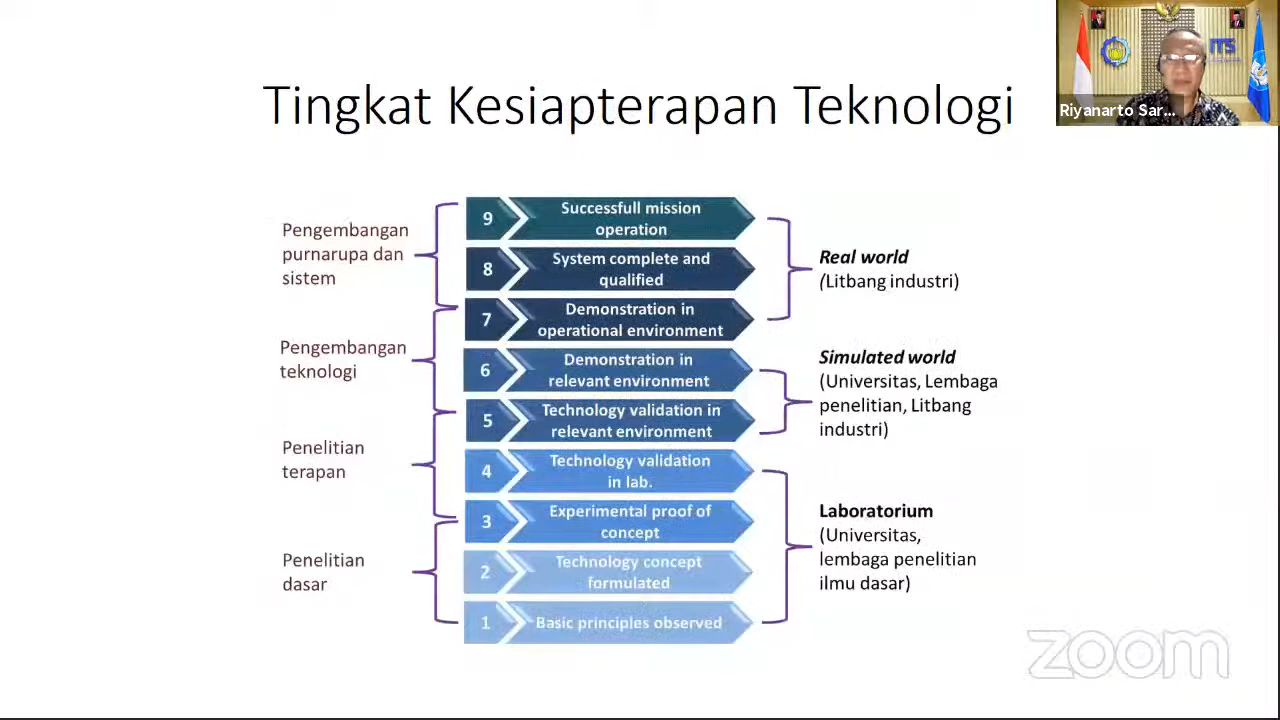 Tingkat Kesiapterapan Teknologi
ITS
Riyanarto Sar...
Pengembangan
purnarupa dan
sistem
Pengembangan
teknologi
Penelitian
terapan
Penelitian
dasar
9
Successfull mission
operation
8
System complete and
qualified
7
Demonstration in
operational environment
6
Demonstration in
relevant environment
5
Technology validation in
relevant environment
4
Technology validation
in lab.
3
Experimental proof of
concept
2
Technology concept
formulated
1
Basic principles observed
Real world
(Litbang industri)
Simulated world
(Universitas, Lembaga
penelitian, Litbang
industri)
Laboratorium
(Universitas,
lembaga penelitian
ilmu dasar)
zoom